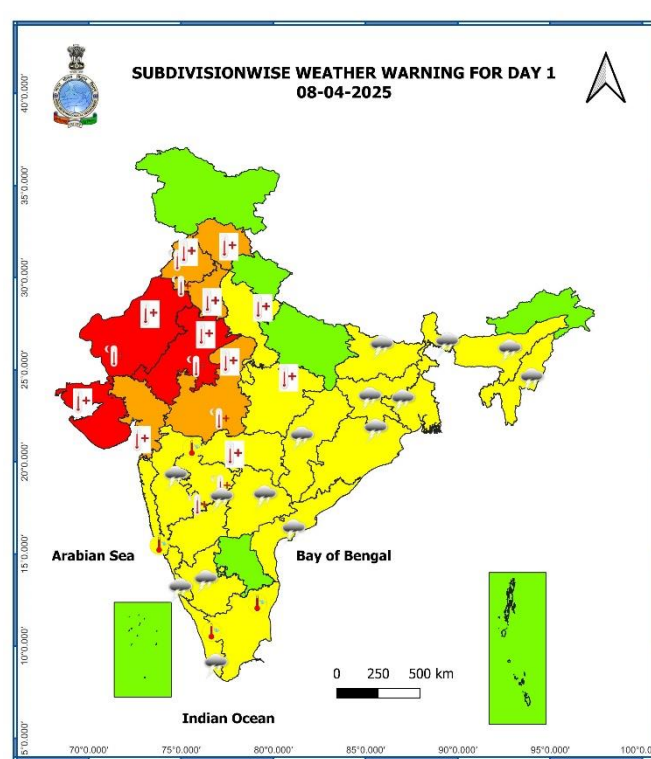 SUBDIVISIONWISE WEATHER WARNING FOR DAY 1
08-04-2025
40°0.000'
35°0.000'
30°0.000'
25°0.000'
20°0.000'
15°0.000'
10°0.000'
5°0.000'
Arabian Sea
Bay of Bengal
0 250 500 km
Indian Ocean
70°0.000' 75°0.000' 80°0.000' 85°0.000' 90°0.000' 95°0.000' 100°0.0